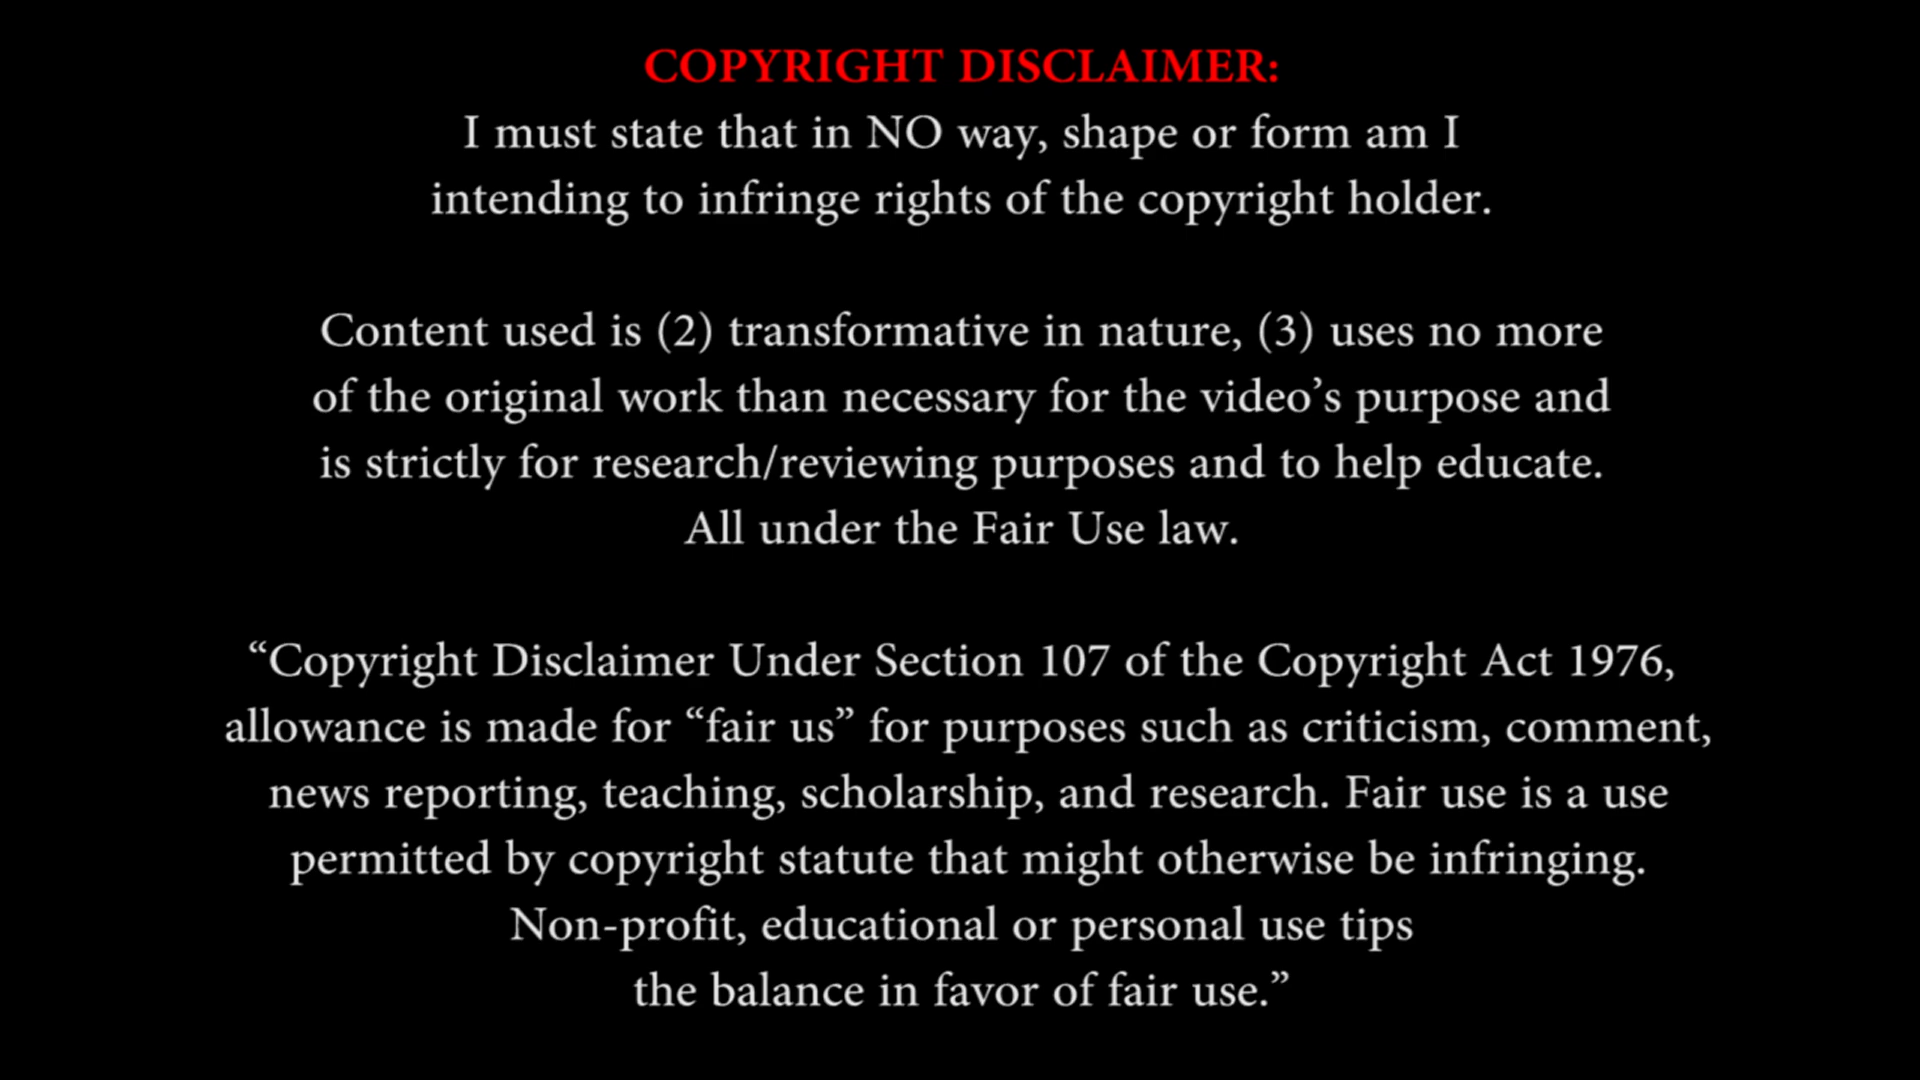 COPYRIGHT DISCLAIMER:
I must state that in NO way, shape or form am I
intending to infringe rights of the copyright holder.
Content used is (2) transformative in nature, (3) uses no more
of the original work than necessary for the video’s purpose and
is strictly for research/reviewing purposes and to help educate.
All under the Fair Use law.
“Copyright Disclaimer Under Section 107 of the Copyright Act 1976,
allowance is made for “fair us” for purposes such as criticism, comment,
news reporting, teaching, scholarship, and research. Fair use is a use
permitted by copyright statute that might otherwise be infringing.
Non-profit, educational or personal use tips
the balance in favor of fair use.”